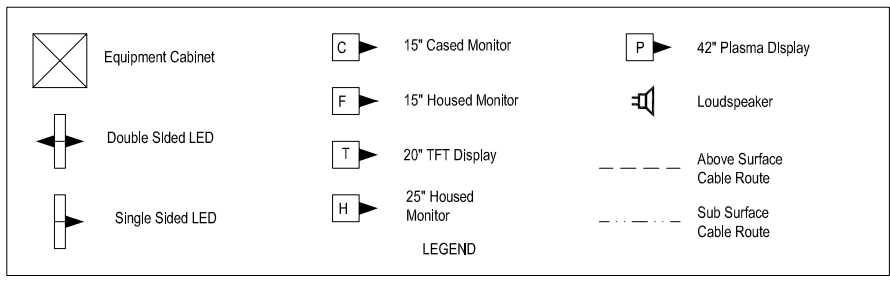 Equipment Cabinet
Double SIded LED
Single Sided LED
C
15" Cased Monitor
F
15" Housed Monitor
T
20" TFT Display
H
25" Housed
Monitor
LEGEND
P
42" Plasma DIsplay
Loudspeaker
Above Surface
Cable Route
Sub Surface
Cable Route